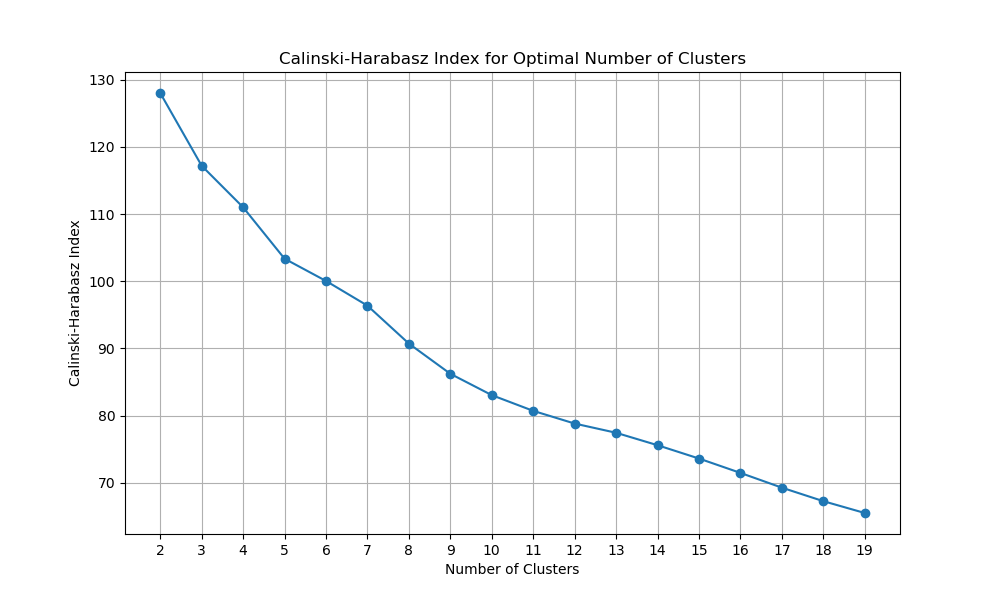 Calinski-Harabasz Index for Optimal Number of Clusters
130
120
110
100
90
80
70
Calinski-Harabasz Index
2 3 4 5 6 7 8 9 10 11 12 13 14 15 16 17 18 19
Number of Clusters